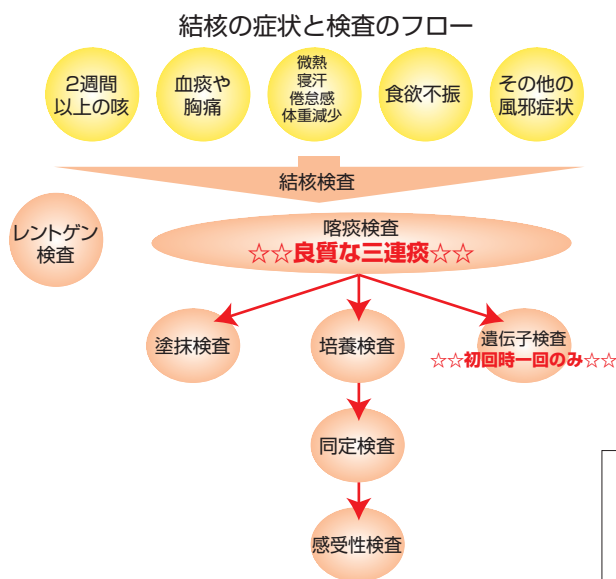 結核の症状と検査のフロー
2週間
以上の咳
血痰や
胸痛
微熱
寝汗
倦怠感
体重減少
食欲不振
その他の
風邪症状
結核検査
レントゲン
検査
喀痰検査
☆☆良質な三連痰☆☆
塗抹検査
培養検査
遺伝子検査
☆☆初回時一回のみ☆☆
同定検査
感受性検査